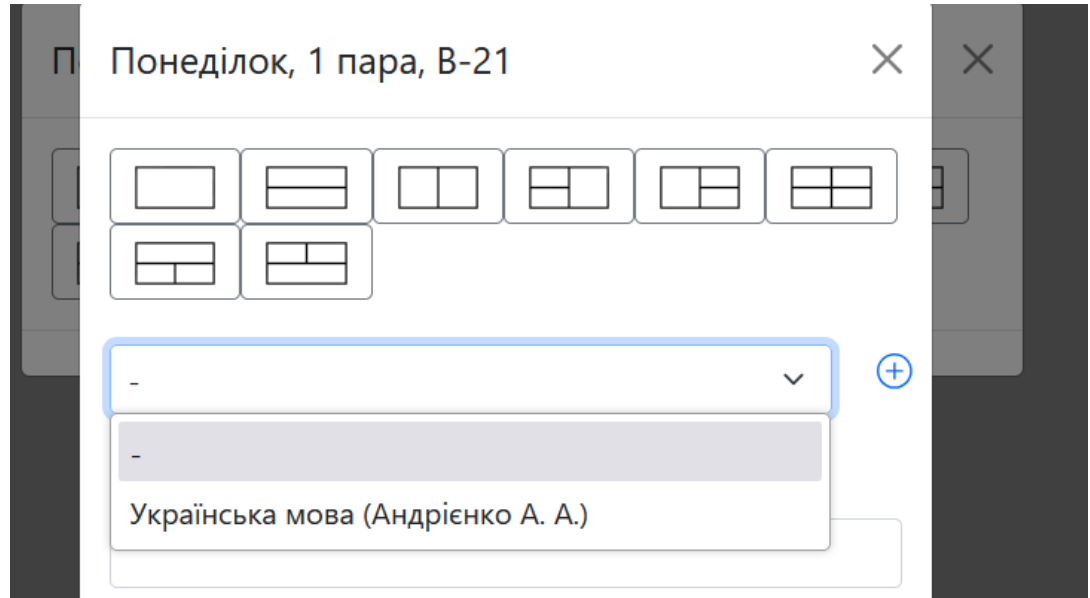 Понеділок, 1 пара, В-21
-
-
Українська мова (Андрієнко А. А.)